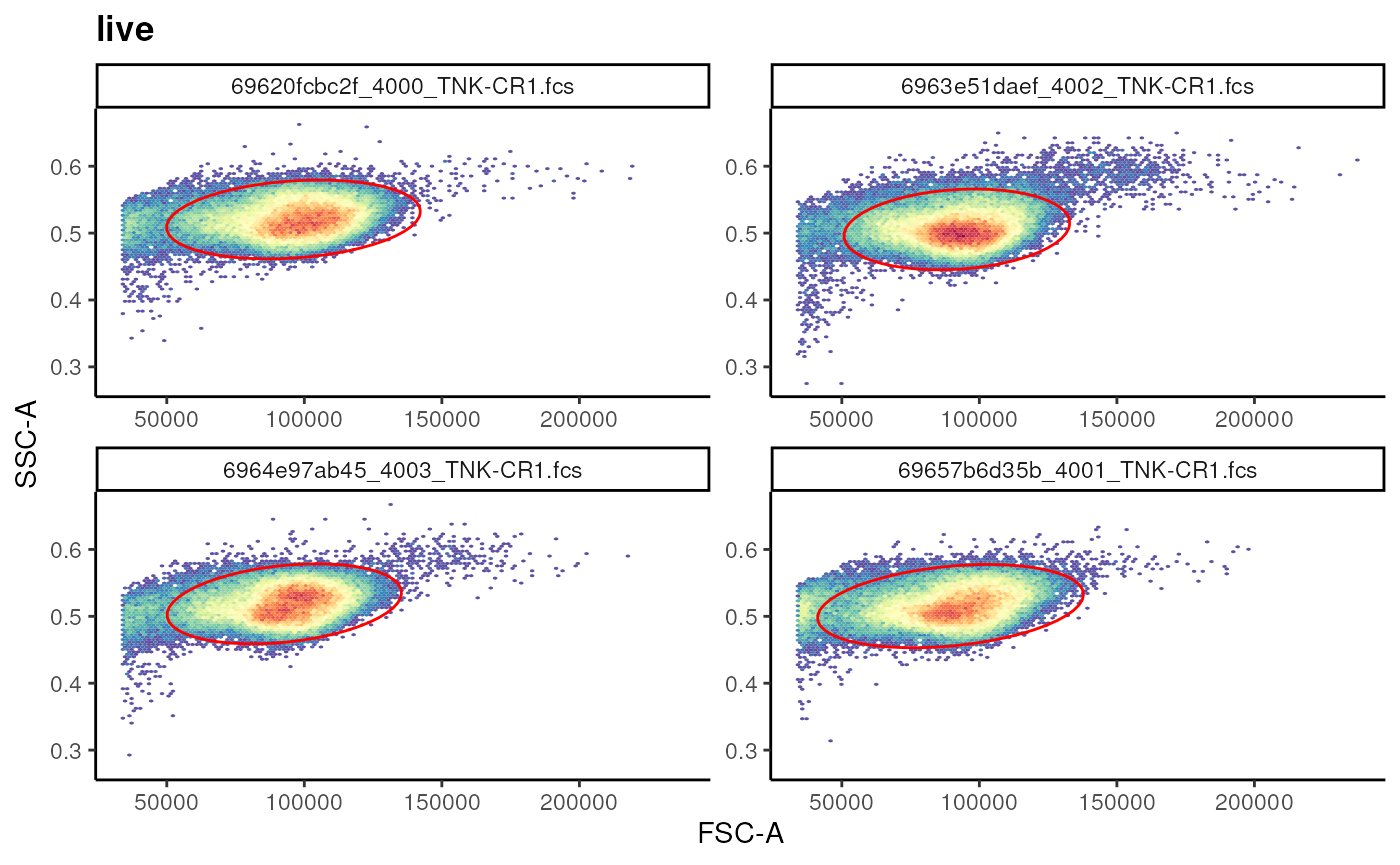 live
69620fcbc2f_4000_TNK-CR1.fcs
6963e51daef_4002_TNK-CR1.fcs
0.6
0.5
0.4
0.3
0.6
0.5
0.4
0.3
50000 100000 150000 200000
50000 100000 150000 200000
SSC-A
6964e97ab45_4003_TNK-CR1.fcs
69657b6d35b_4001_TNK-CR1.fcs
0.6
0.5
0.4
0.3
0.6
0.5
0.4
0.3
50000 100000 150000 200000
50000 100000 150000 200000
FSC-A